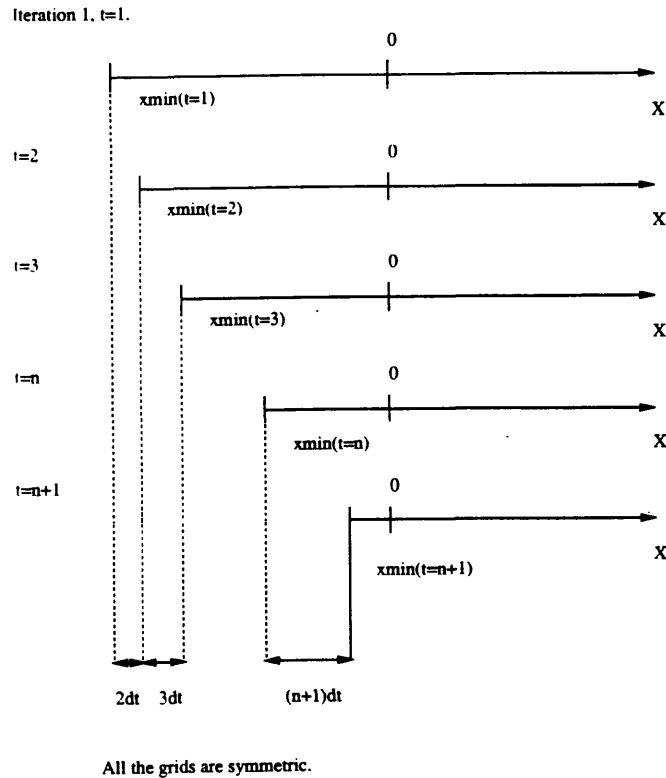 Iteration 1, t=1.
0
xmin(t=1)
X
t=2
0
xmin(t=2)
X
t=3
0
xmin(t=3)
X
t=n
0
xmin(t=n)
X
t=n+1
0
xmin(t=n+1)
X
2dt 3dt (n+1)dt
All the grids are symmetric.